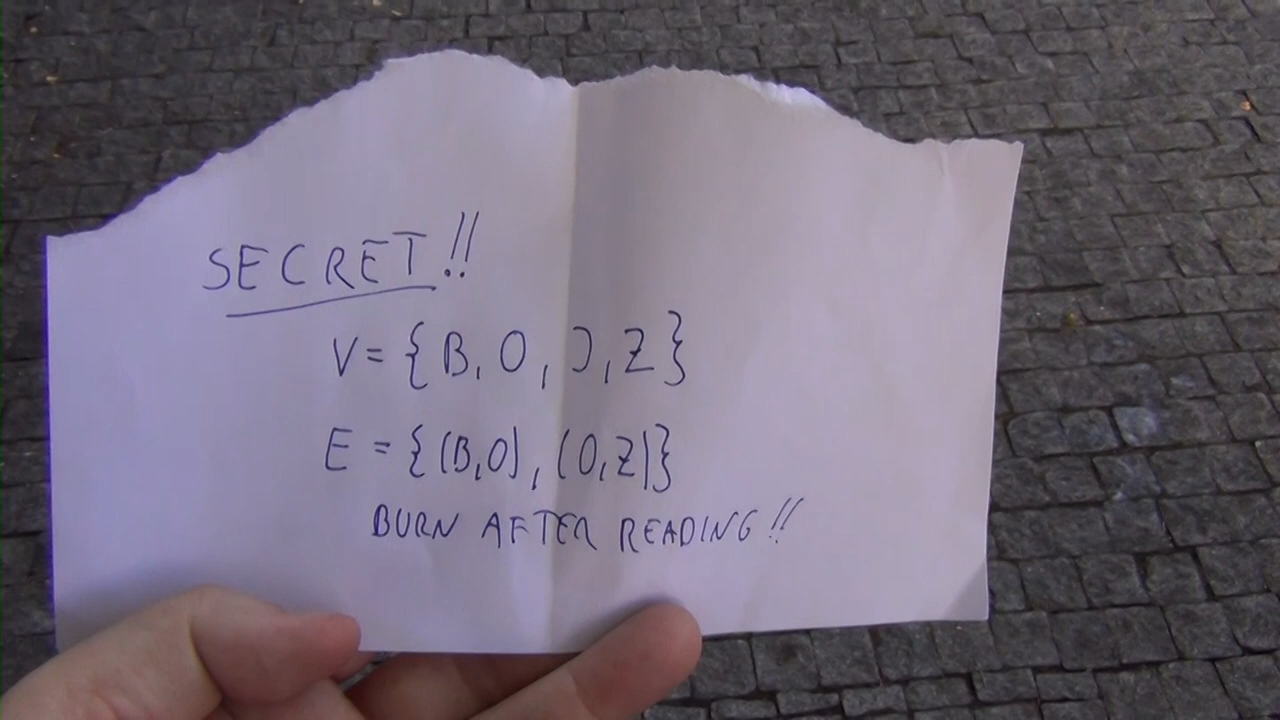 SECRET!!
V = {B, O, J, Z}
E = {(B,O), (O,Z)}
BURN AFTER READING!!